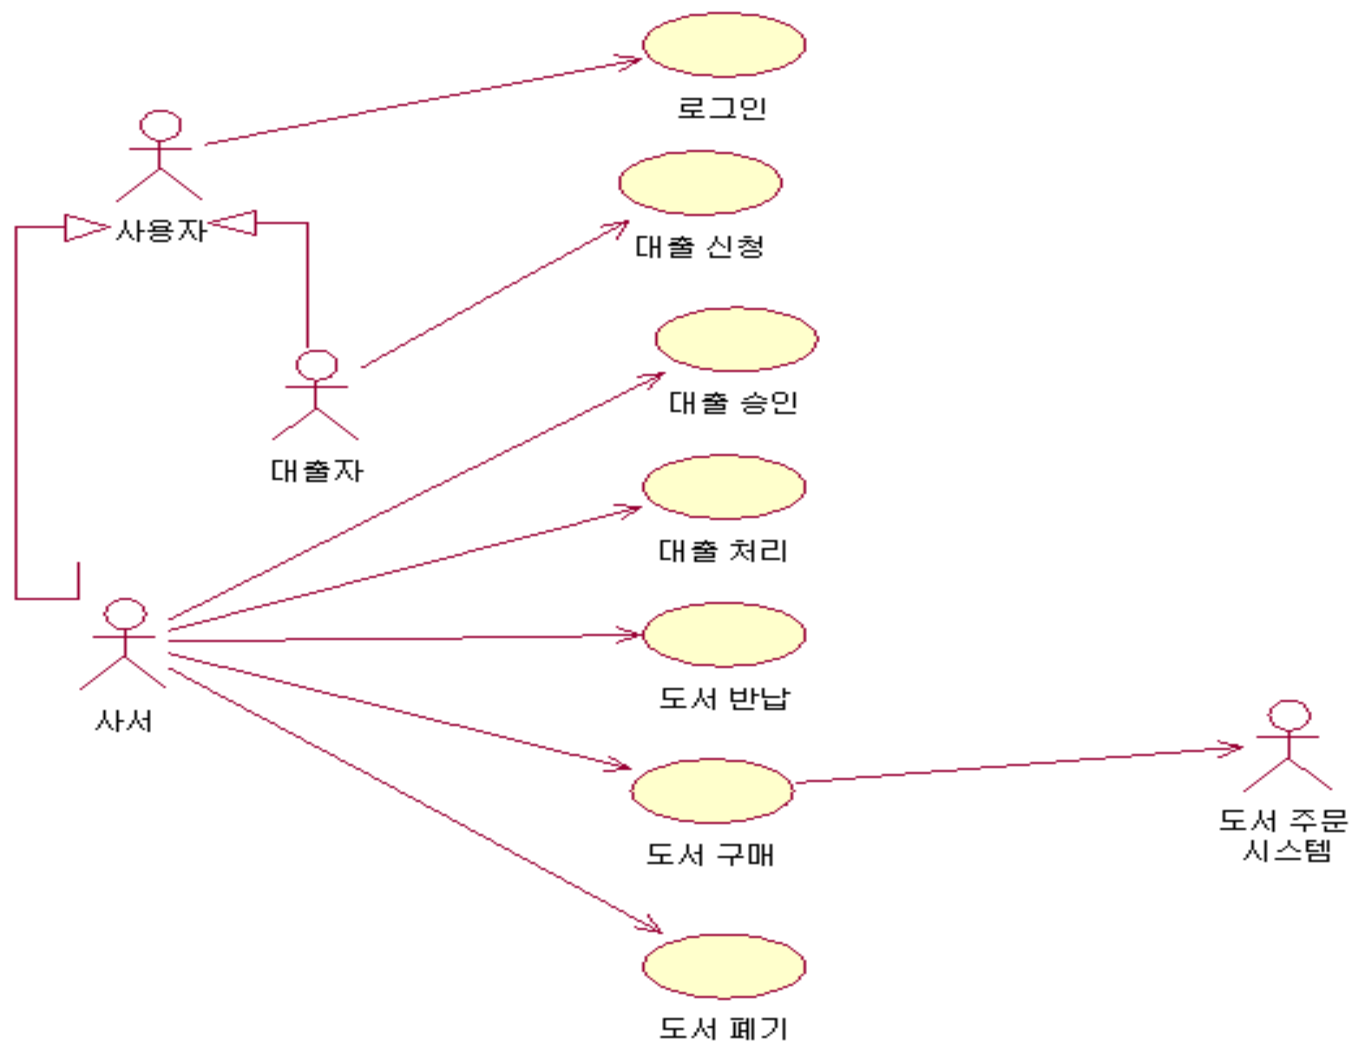 로그인
사용자
대출 신청
대출 승인
대출자
대출 처리
도서 반납
사서
도서 주문
시스템
도서 구매
도서 폐기